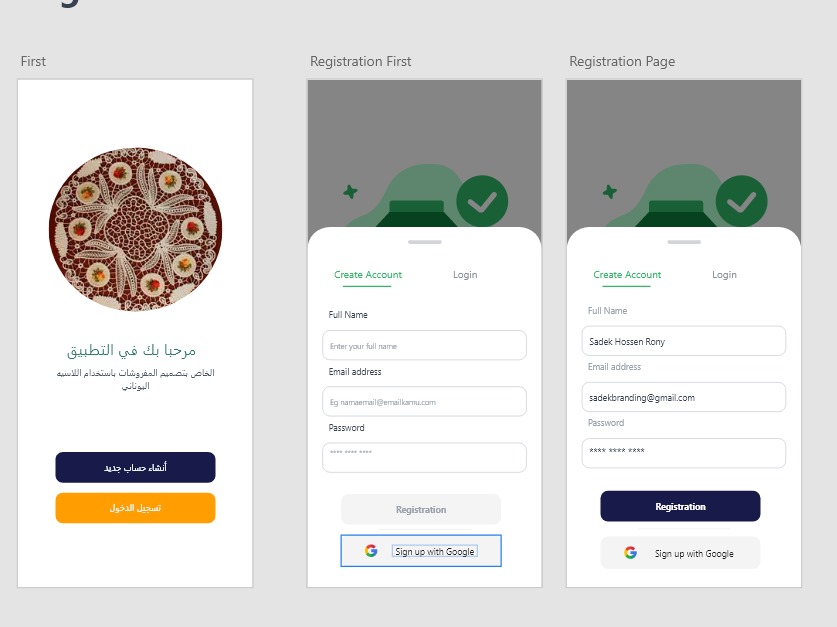 First
مرحبا بك في التطبيق
الخاص بتصميم المفروشات باستخدام اللاسيه
اليوناني
أنشاء حساب جديد
تسجيل الدخول
Registration First
Create Account
Login
Full Name
Enter your full name
Email address
Eg namaemail@emailkamu.com
Password
**** **** ****
Registration
Sign up with Google
Registration Page
Create Account
Login
Full Name
Sadek Hossen Rony
Email address
sadekbranding@gmail.com
Password
**** **** ****
Registration
Sign up with Google